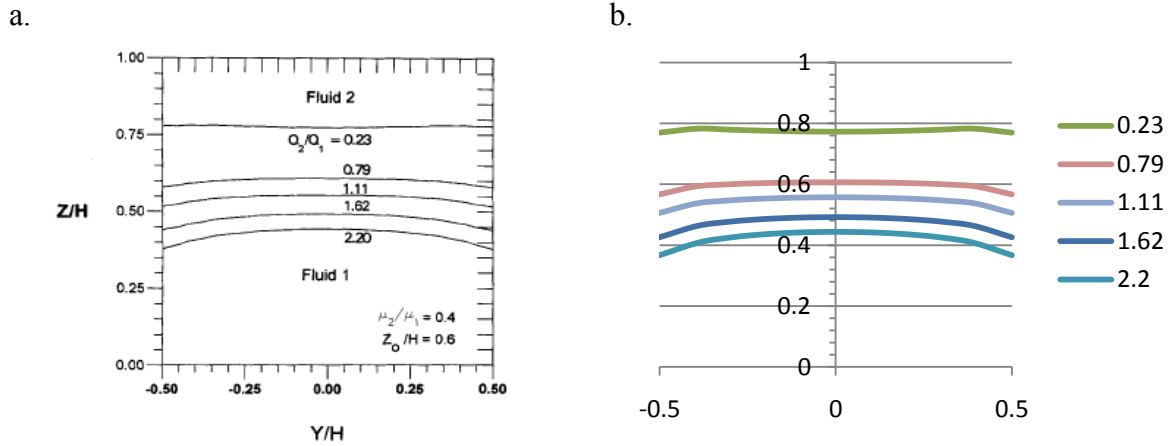 a.
1.00
Fluid 2
0.75
Q2/Q1 = 0.23
0.79
1.11
Z/H
0.50
1.62
2.20
Fluid 1
0.25
μ2/μ1 = 0.4
Zo/H = 0.6
0.00
-0.50 -0.25 0.00 0.25 0.50
Y/H
b.
1
0.8
0.6
0.4
0.2
0
-0.5 0 0.5
0.23
0.79
1.11
1.62
2.2